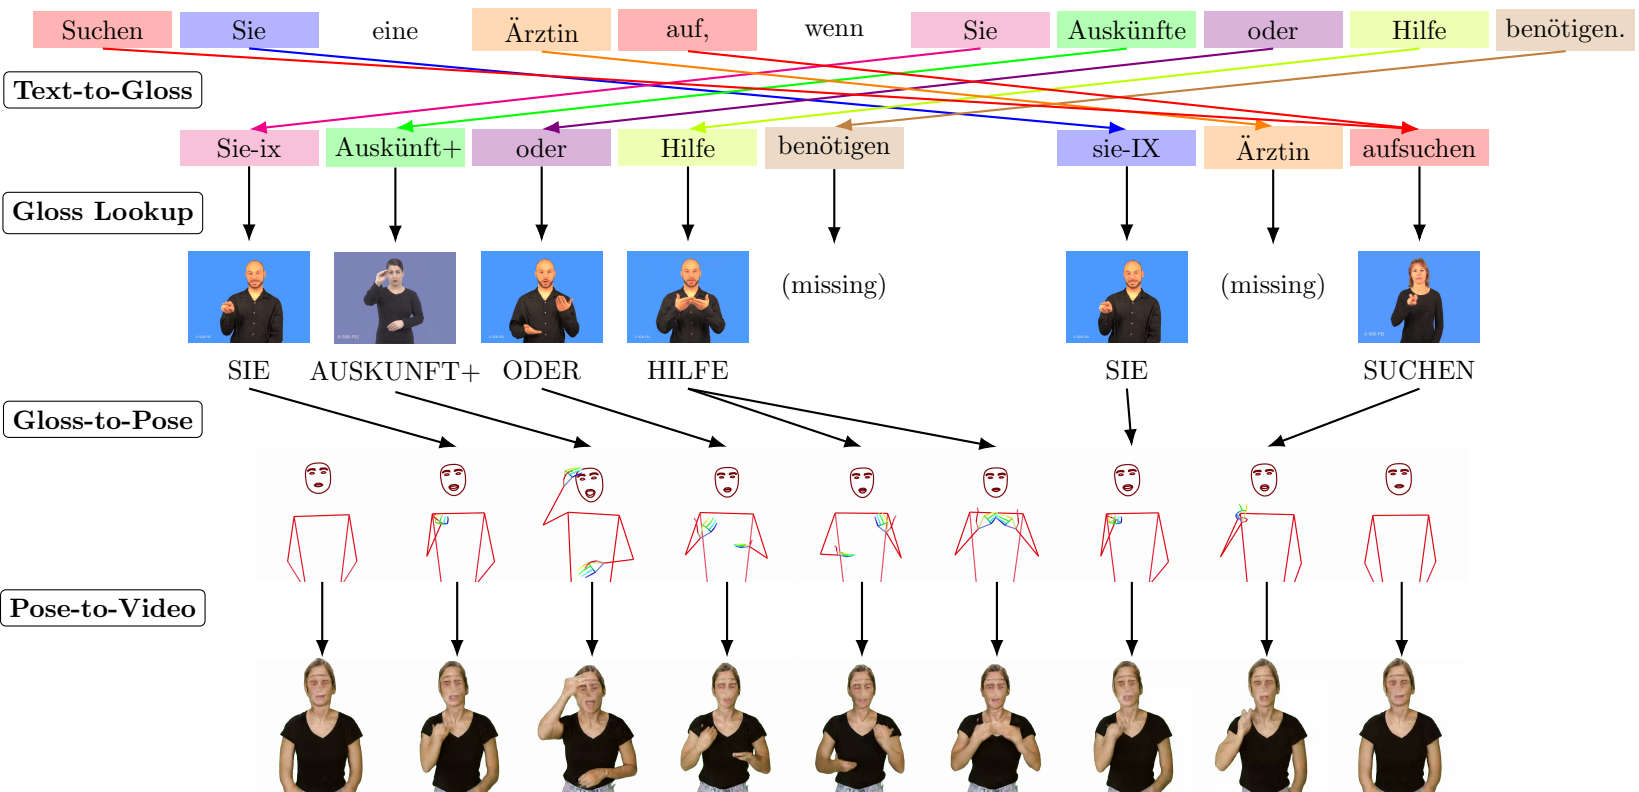 Suchen Sie eine Ärztin auf, wenn Sie Auskünfte oder Hilfe benötigen.
Text-to-Gloss
Sie-ix Auskünft+ oder Hilfe benötigen sie-IX Ärztin aufsuchen
Gloss Lookup
(missing) (missing)
SIE AUSKUNFT+ ODER HILFE SIE SUCHEN
Gloss-to-Pose
Pose-to-Video